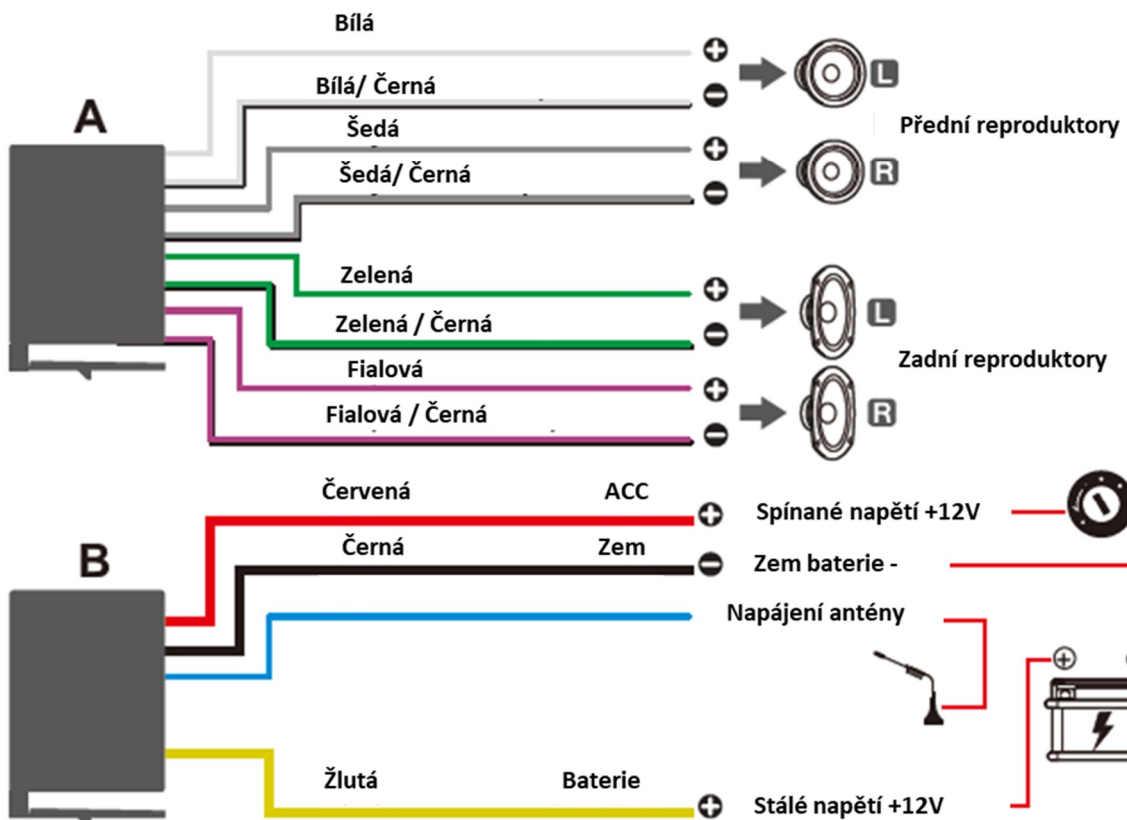 Bílá
Bílá/ Černá
A
Šedá
Šedá/ Černá
L
Přední reproduktory
R
Zelená
Zelená / Černá
L
Zadní reproduktory
Fialová
Fialová / Černá
R
Červená ACC
Spínané napětí +12V
B
Černá Zem
Zem baterie -
Napájení antény
Žlutá Baterie
Stálé napětí +12V